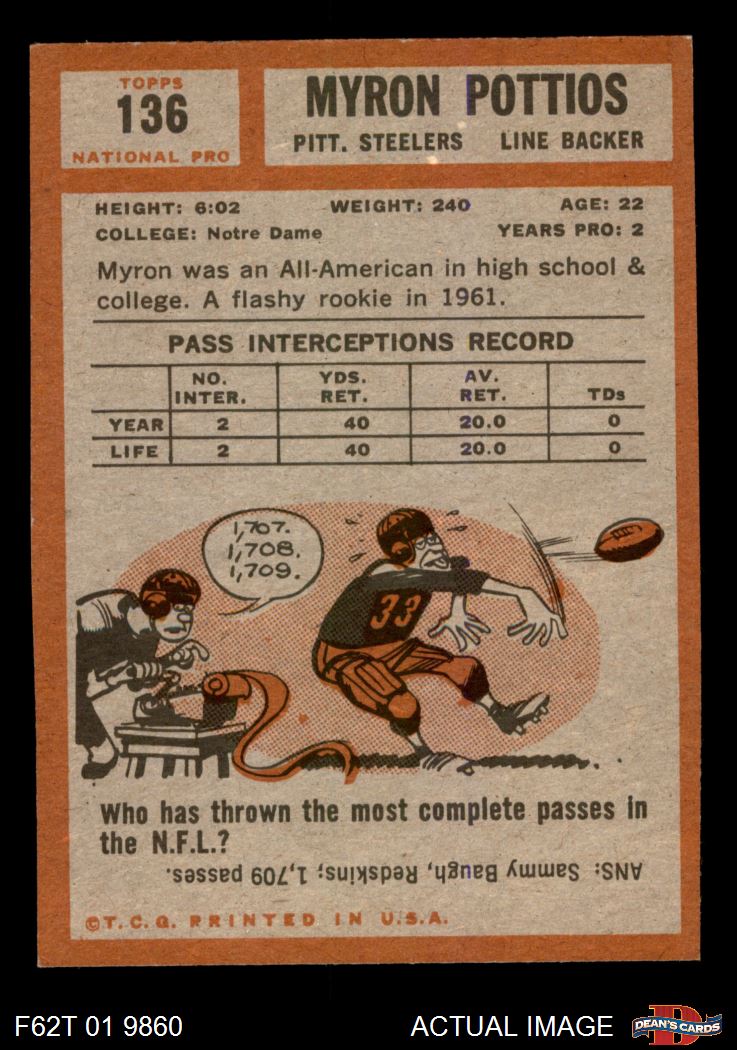 TOPPS
136
NATIONAL PRO
MYRON POTTIOS
PITT. STEELERS LINE BACKER
HEIGHT: 6:02 WEIGHT: 240 AGE: 22
COLLEGE: Notre Dame YEARS PRO: 2
Myron was an All-American in high school &
college. A flashy rookie in 1961.
PASS INTERCEPTIONS RECORD
NO. INTER. YDS. RET. AV. RET. TDs
YEAR 2 40 20.0 0
LIFE 2 40 20.0 0
1,707.
1,708.
1,709.
33
Who has thrown the most complete passes in
the N.F.L.?
ANS: Sammy Baugh, Redskins; 1,709 passes.
©T.C.G. PRINTED IN U.S.A.
F62T 01 9860 ACTUAL IMAGE
D
DEAN'S CARDS